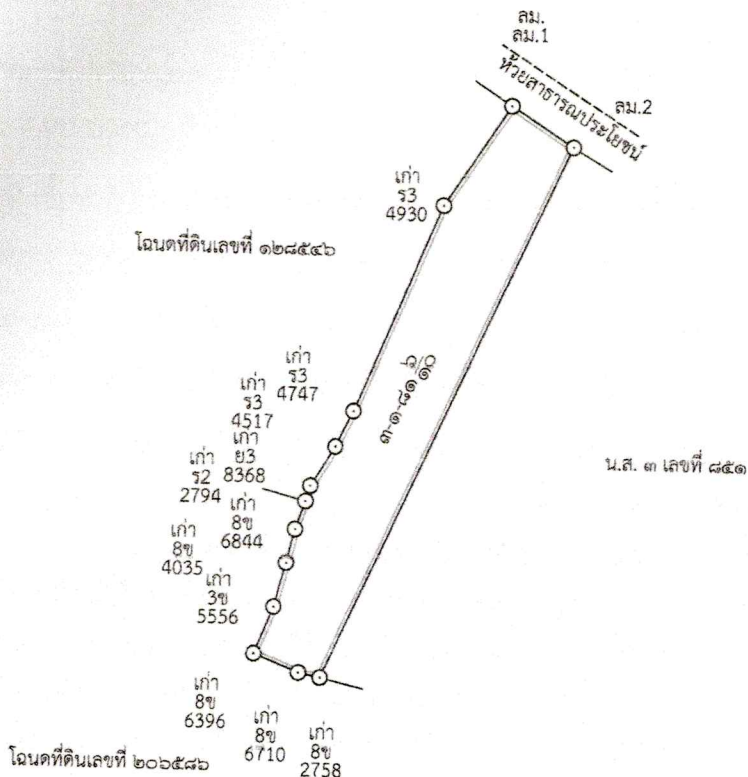 ลม.
ลม.1
ห้วยสาธารณประโยชน์
ลม.2
เก่า
ร3
4930
โฉนดที่ดินเลขที่ ๑๒๘๕๔๖
เก่า
ร3
4747
เก่า
ร3
4517
๓-๑-๘๑ ๖/๑๐
เก่า
ย3
8368
เก่า
ร2
2794
น.ส. ๓ เลขที่ ๘๕๑
เก่า
8ข
6844
เก่า
8ข
4035
เก่า
3ข
5556
เก่า
8ข
6396
เก่า
8ข
6710
เก่า
8ข
2758
โฉนดที่ดินเลขที่ ๒๐๖๕๘๖